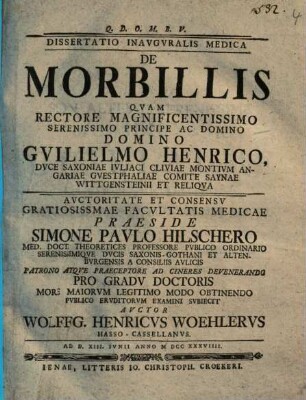 Q. D. O. M. B. V.
DISSERTATIO INAVGVRALIS MEDICA
DE
MORBILLIS
QVAM
RECTORE MAGNIFICENTISSIMO
SERENISSIMO PRINCIPE AC DOMINO
DOMINO
GVILIELMO HENRICO,
DVCE SAXONIAE IVLIACI CLIVIAE MONTIVM AN-
GARIAE GVESTPHALIAE COMITE SAYNAE
WITTGENSTEINII ET RELIQVA
AVCTORITATE ET CONSENSV
GRATIOSISSMAE FACVLTATIS MEDICAE
PRAESIDE
SIMONE PAVLO HILSCHERO
MED. DOCT. THEORETICES PROFESSORE PVBLICO ORDINARIO
SERENISIMIQVE DVCIS SAXONIS-GOTHANI ET ALTEN-
BVRGENSIS A CONSILIIS AVLICIS
PATRONO ATQVE PRAECEPTORE AD CINERES DEVENERANDO
PRO GRADV DOCTORIS
MORE MAIORVM LEGITIMO MODO OBTINENDO
PVBLICO ERVDITORVM EXAMINI SVBIECIT
AVCTOR
WOLFFG. HENRICVS WOEHLERVS
HASSO-CASSELLANVS.
AD D. XIII. IVNII ANNO M DCC XXXVIIII.
IENAE, LITTERIS IO. CHRISTOPH. CROEKERI.